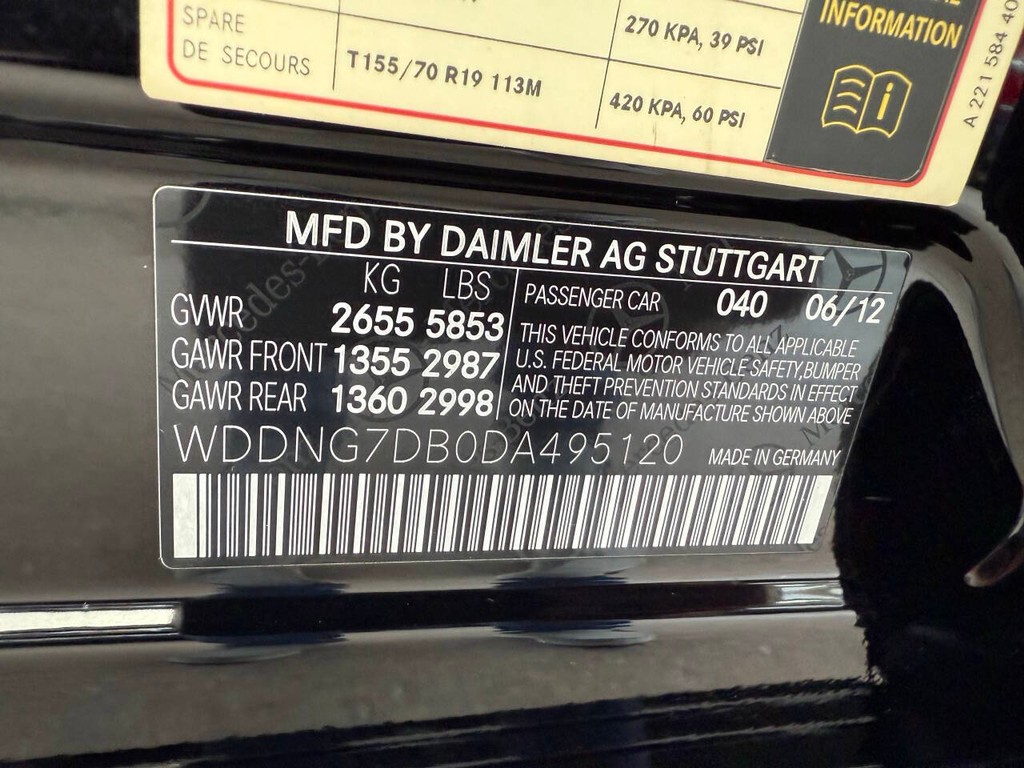 SPARE
DE SECOURS
T155/70 R19 113M
270 KPA, 39 PSI
420 KPA, 60 PSI
INFORMATION
A 221 584 40
MFD BY DAIMLER AG STUTTGART
KG LBS
GVWR 2655 5853
GAWR FRONT 1355 2987
GAWR REAR 1360 2998
PASSENGER CAR 040 06/12
THIS VEHICLE CONFORMS TO ALL APPLICABLE
U.S. FEDERAL MOTOR VEHICLE SAFETY,BUMPER
AND THEFT PREVENTION STANDARDS IN EFFECT
ON THE DATE OF MANUFACTURE SHOWN ABOVE
WDDNG7DB0DA495120
MADE IN GERMANY